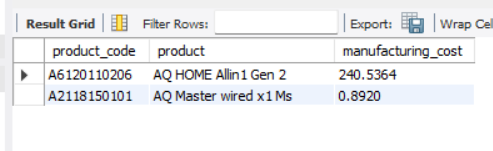 Result Grid Filter Rows: Export: Wrap Cel
product_code product manufacturing_cost
A6120110206 AQ HOME Allin1 Gen 2 240.5364
A2118150101 AQ Master wired x1 Ms 0.8920